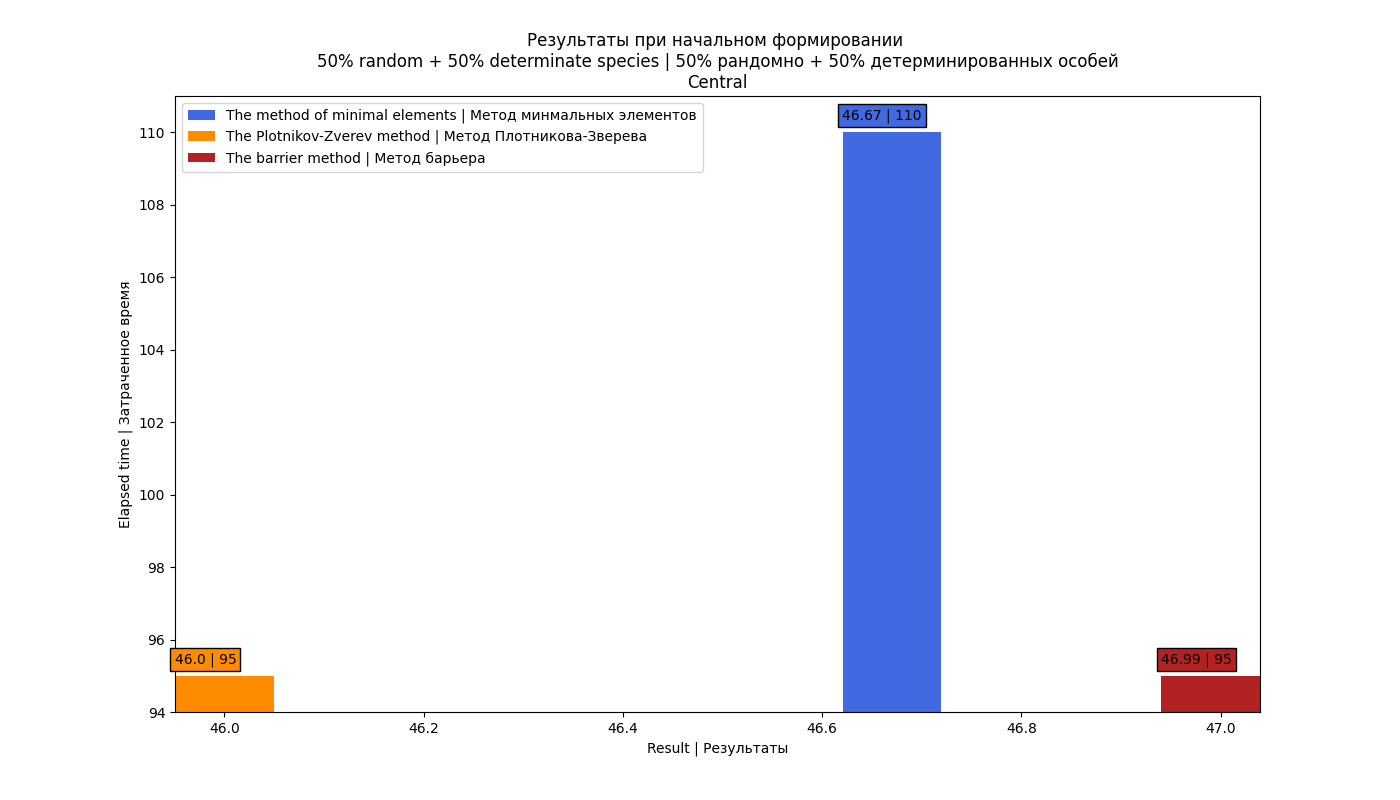 Результаты при начальном формировании
50% random + 50% determinate species | 50% рандомно + 50% детерминированных особей
Central
The method of minimal elements | Метод минмальных элементов
The Plotnikov-Zverev method | Метод Плотникова-Зверева
The barrier method | Метод барьера
46.67 | 110
46.0 | 95
46.99 | 95
110
108
106
104
102
100
98
96
94
Elapsed time | Затраченное время
46.0 46.2 46.4 46.6 46.8 47.0
Result | Результаты